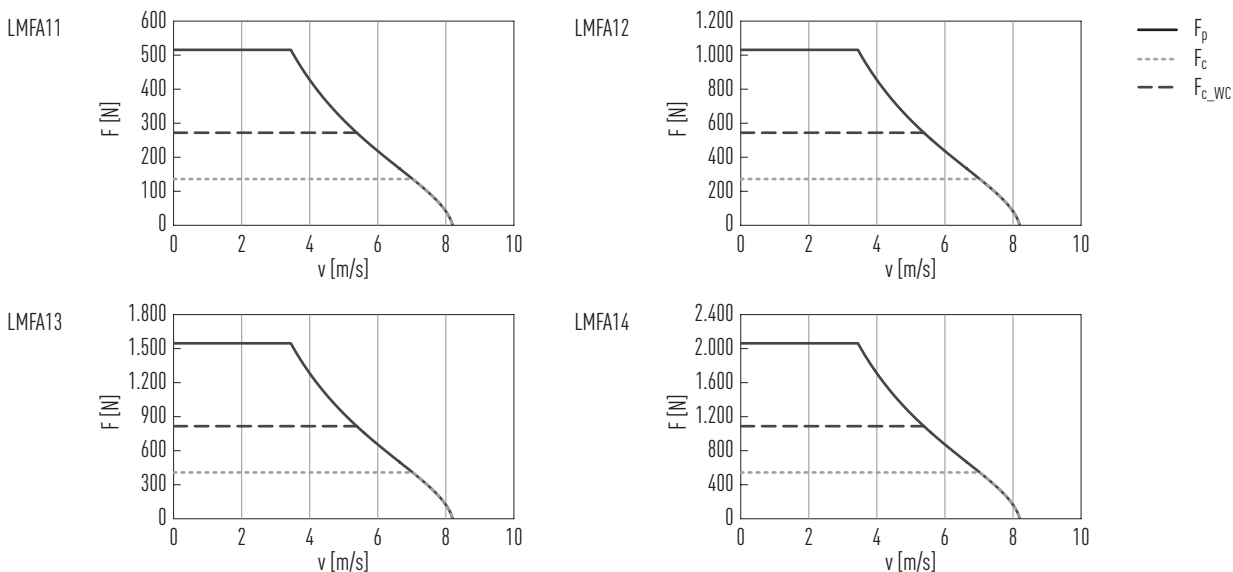 LMFA11
F [N]
600
500
400
300
200
100
0
0 2 4 6 8 10
v [m/s]
LMFA12
F [N]
1.200
1.000
800
600
400
200
0
0 2 4 6 8 10
v [m/s]
Fp
Fc
Fc_WC
LMFA13
F [N]
1.800
1.500
1.200
900
600
300
0
0 2 4 6 8 10
v [m/s]
LMFA14
F [N]
2.400
2.000
1.600
1.200
800
400
0
0 2 4 6 8 10
v [m/s]